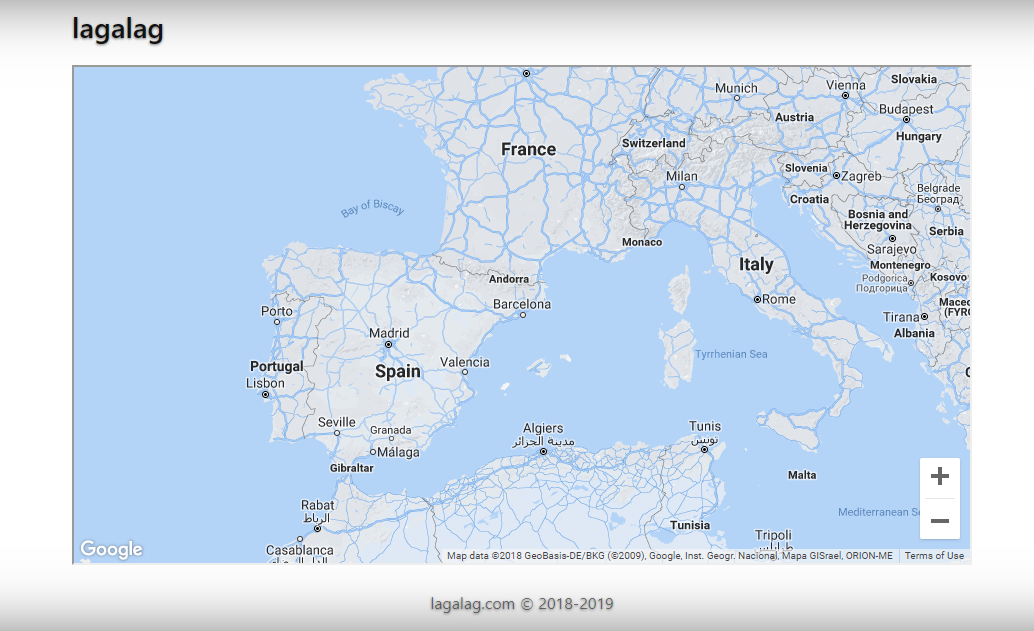 lagalag
Munich
Vienna
Slovakia
Budapest
Austria
Hungary
France
Switzerland
Slovenia
Zagreb
Milan
Croatia
Belgrade
Београд
Bay of Biscay
Bosnia and
Herzegovina
Serbia
Monaco
Sarajevo
Italy
Montenegro
Andorra
Podgorica
Подгорица
Kosovo
Barcelona
Rome
Porto
(FYR
Tirana
Madrid
Albania
Tyrrhenian Sea
Valencia
Portugal
Spain
Lisbon
Seville
Granada
Algiers
مدينة الجزائر
Tunis
تونس
Málaga
Gibraltar
Malta
Rabat
الرباط
Mediterranean Se
Tunisia
Tripoli
Casablanca
Google
Map data ©2018 GeoBasis-DE/BKG (©2009), Google, Inst. Geogr. Nacional, Mapa GISrael, ORION-ME
Terms of Use
lagalag.com © 2018-2019